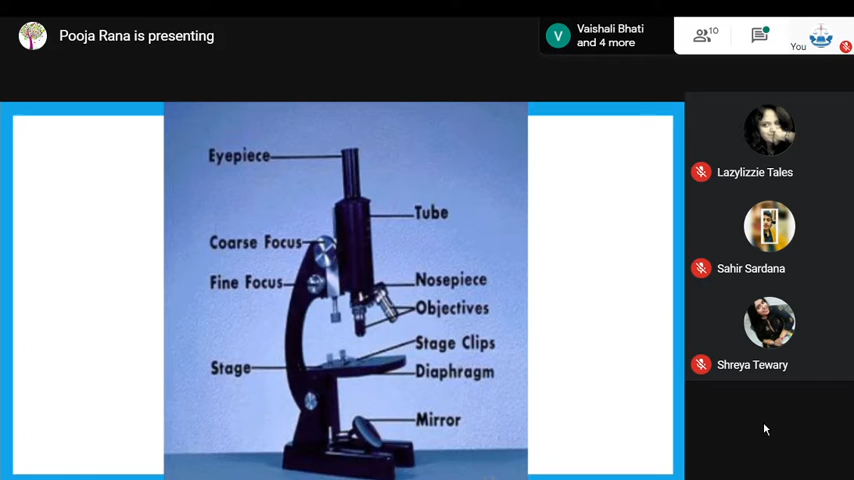 Pooja Rana is presenting
V
Vaishali Bhati
and 4 more
10
You
Eyepiece
Tube
Coarse Focus
Fine Focus
Nosepiece
Objectives
Stage Clips
Stage
Diaphragm
Mirror
Lazylizzie Tales
Sahir Sardana
Shreya Tewary